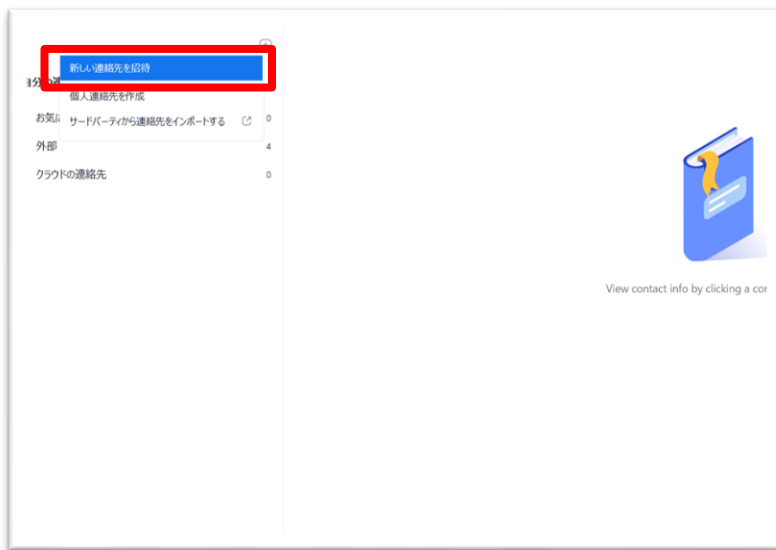 新しい連絡先を招待
個人連絡先を作成
お気に
サードパーティから連絡先をインポートする
0
外部
4
クラウドの連絡先
0
View contact info by clicking a cor